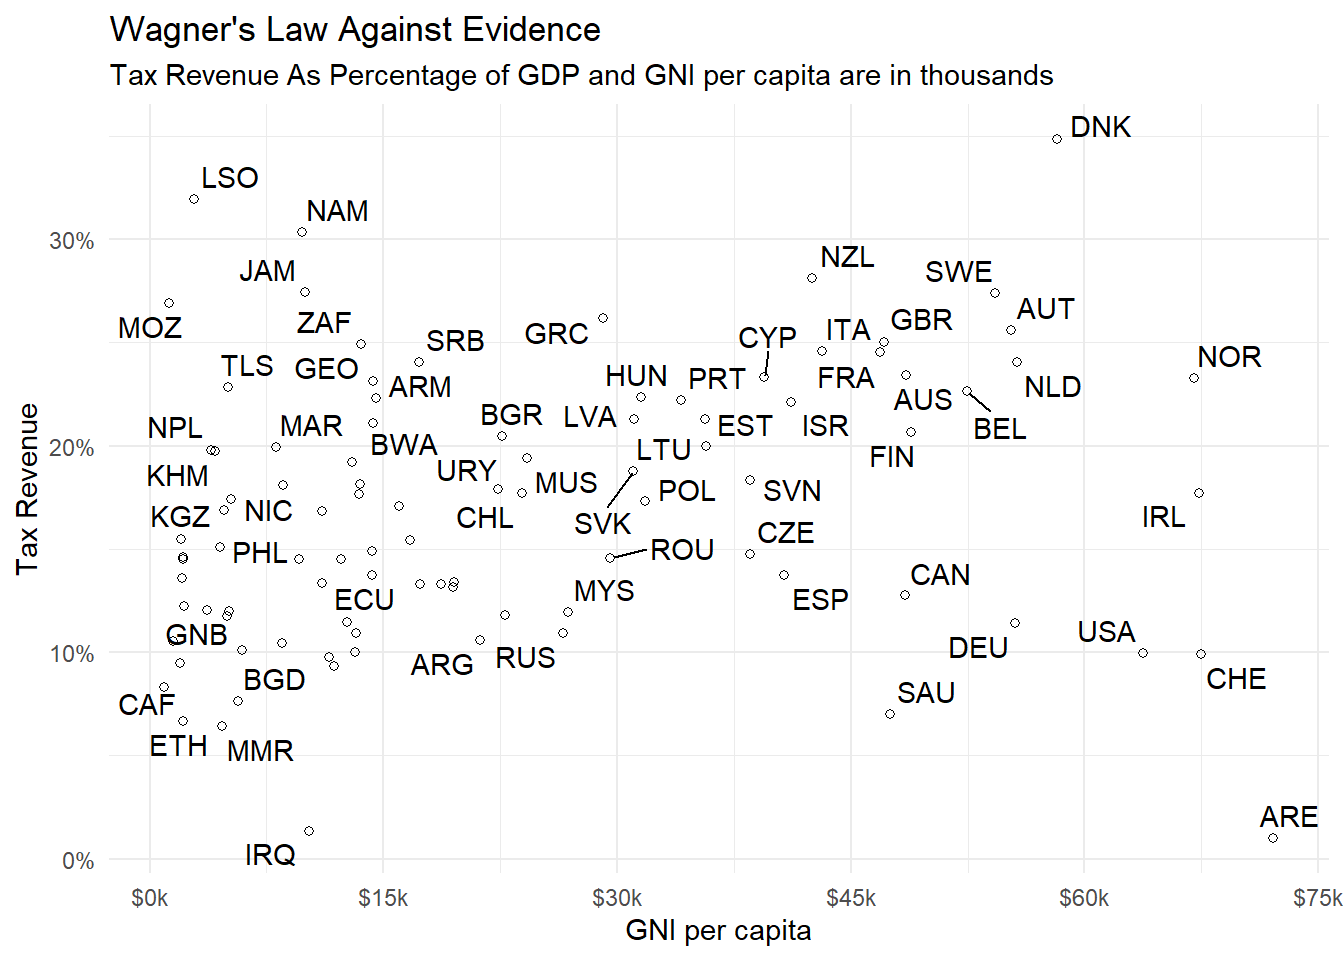 Wagner's Law Against Evidence
Tax Revenue As Percentage of GDP and GNI per capita are in thousands
DNK
LSO
NAM
30%
NZL
JAM
SWE
AUT
MOZ
ZAF
GBR
SRB
GRC
CYP
ITA
NOR
TLS
GEO
HUN
PRT
FRA
ARM
NLD
AUS
BGR
LVA
NPL
MAR
EST
ISR
BEL
20%
BWA
LTU
FIN
KHM
URY
MUS
POL
SVN
KGZ
NIC
CHL
SVK
IRL
CZE
PHL
ROU
Tax Revenue
CAN
MYS
ECU
ESP
GNB
USA
10%
ARG
RUS
DEU
BGD
CHE
CAF
SAU
ETH
MMR
ARE
IRQ
0%
$0k
$15k
$30k
$45k
$60k
$75k
GNI per capita